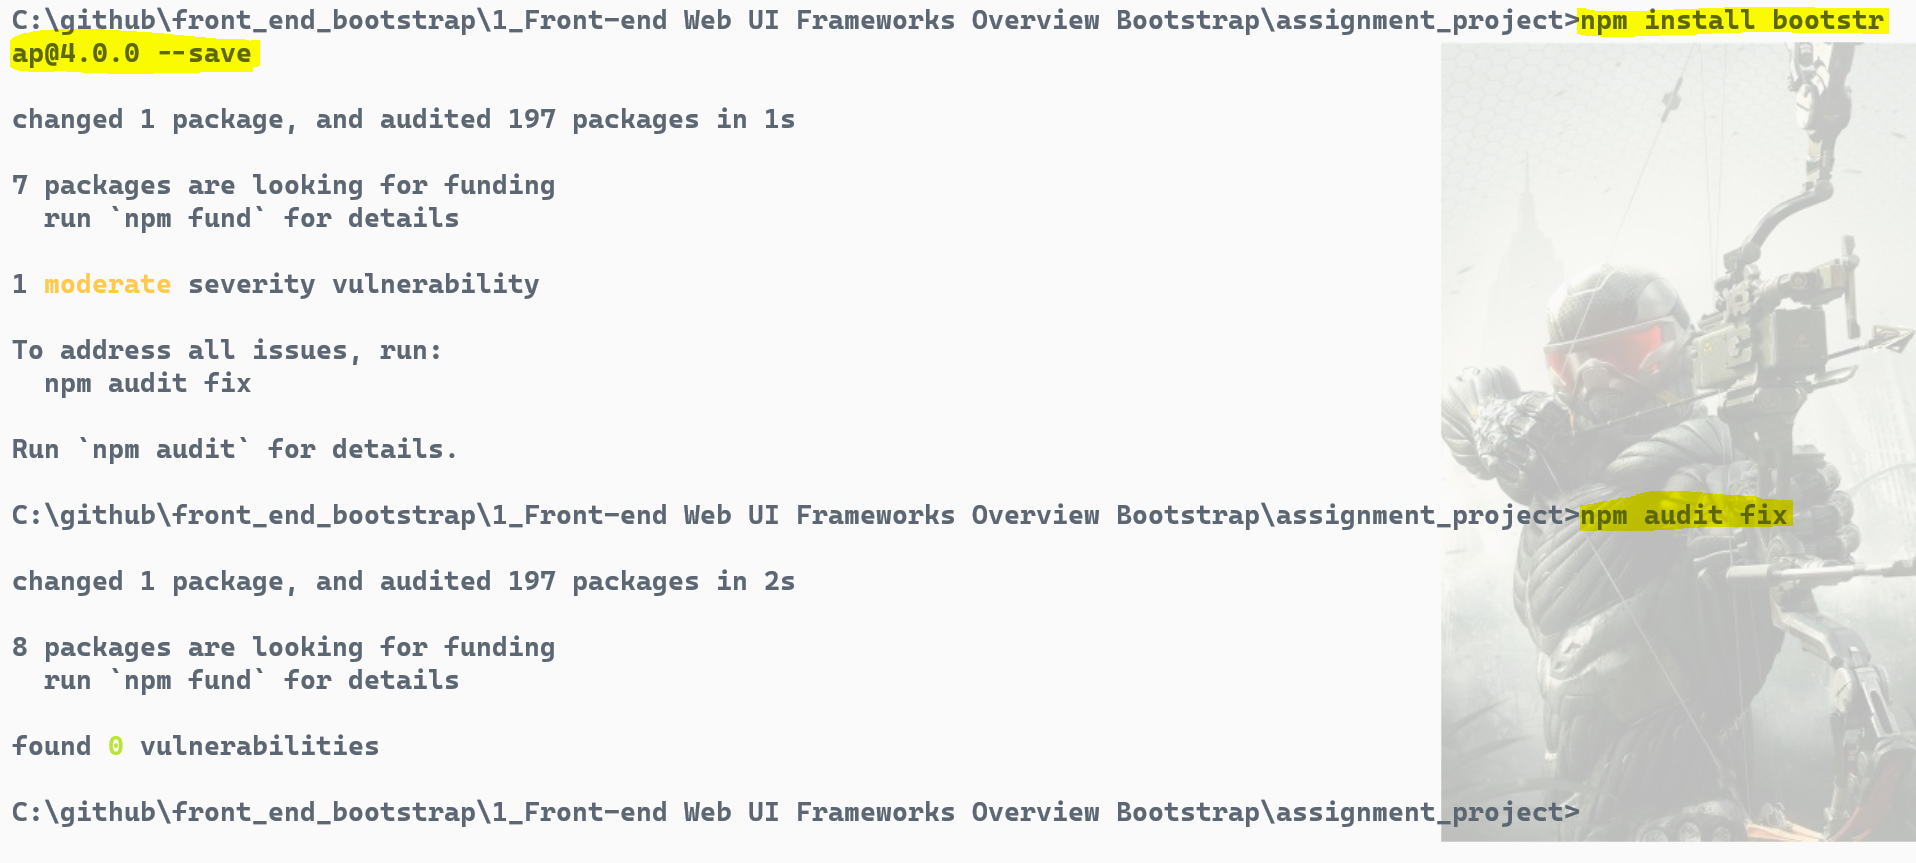 C:\github\front_end_bootstrap\1_Front-end Web UI Frameworks Overview Bootstrap\assignment_project>npm install bootstr
ap@4.0.0 --save
changed 1 package, and audited 197 packages in 1s
7 packages are looking for funding
  run `npm fund` for details
1 moderate severity vulnerability
To address all issues, run:
  npm audit fix
Run `npm audit` for details.
C:\github\front_end_bootstrap\1_Front-end Web UI Frameworks Overview Bootstrap\assignment_project>npm audit fix
changed 1 package, and audited 197 packages in 2s
8 packages are looking for funding
  run `npm fund` for details
found 0 vulnerabilities
C:\github\front_end_bootstrap\1_Front-end Web UI Frameworks Overview Bootstrap\assignment_project>